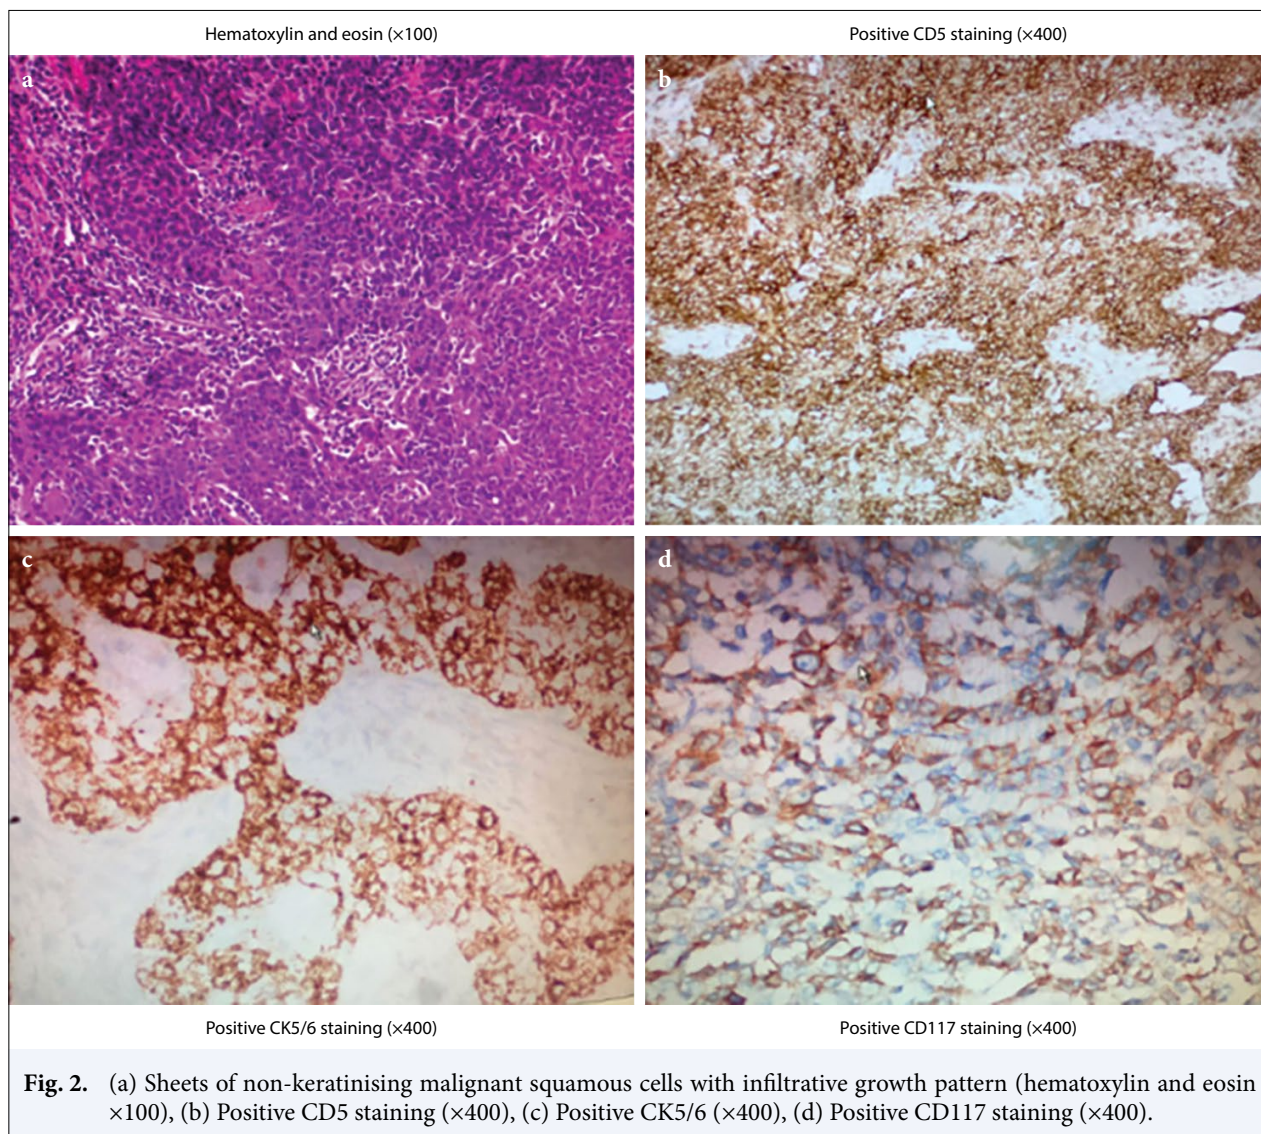 Hematoxylin and eosin (×100)
Positive CD5 staining (×400)
a
b
c
d
Positive CK5/6 staining (×400)
Positive CD117 staining (×400)
Fig. 2. (a) Sheets of non-keratinising malignant squamous cells with infiltrative growth pattern (hematoxylin and eosin
×100), (b) Positive CD5 staining (×400), (c) Positive CK5/6 (×400), (d) Positive CD117 staining (×400).